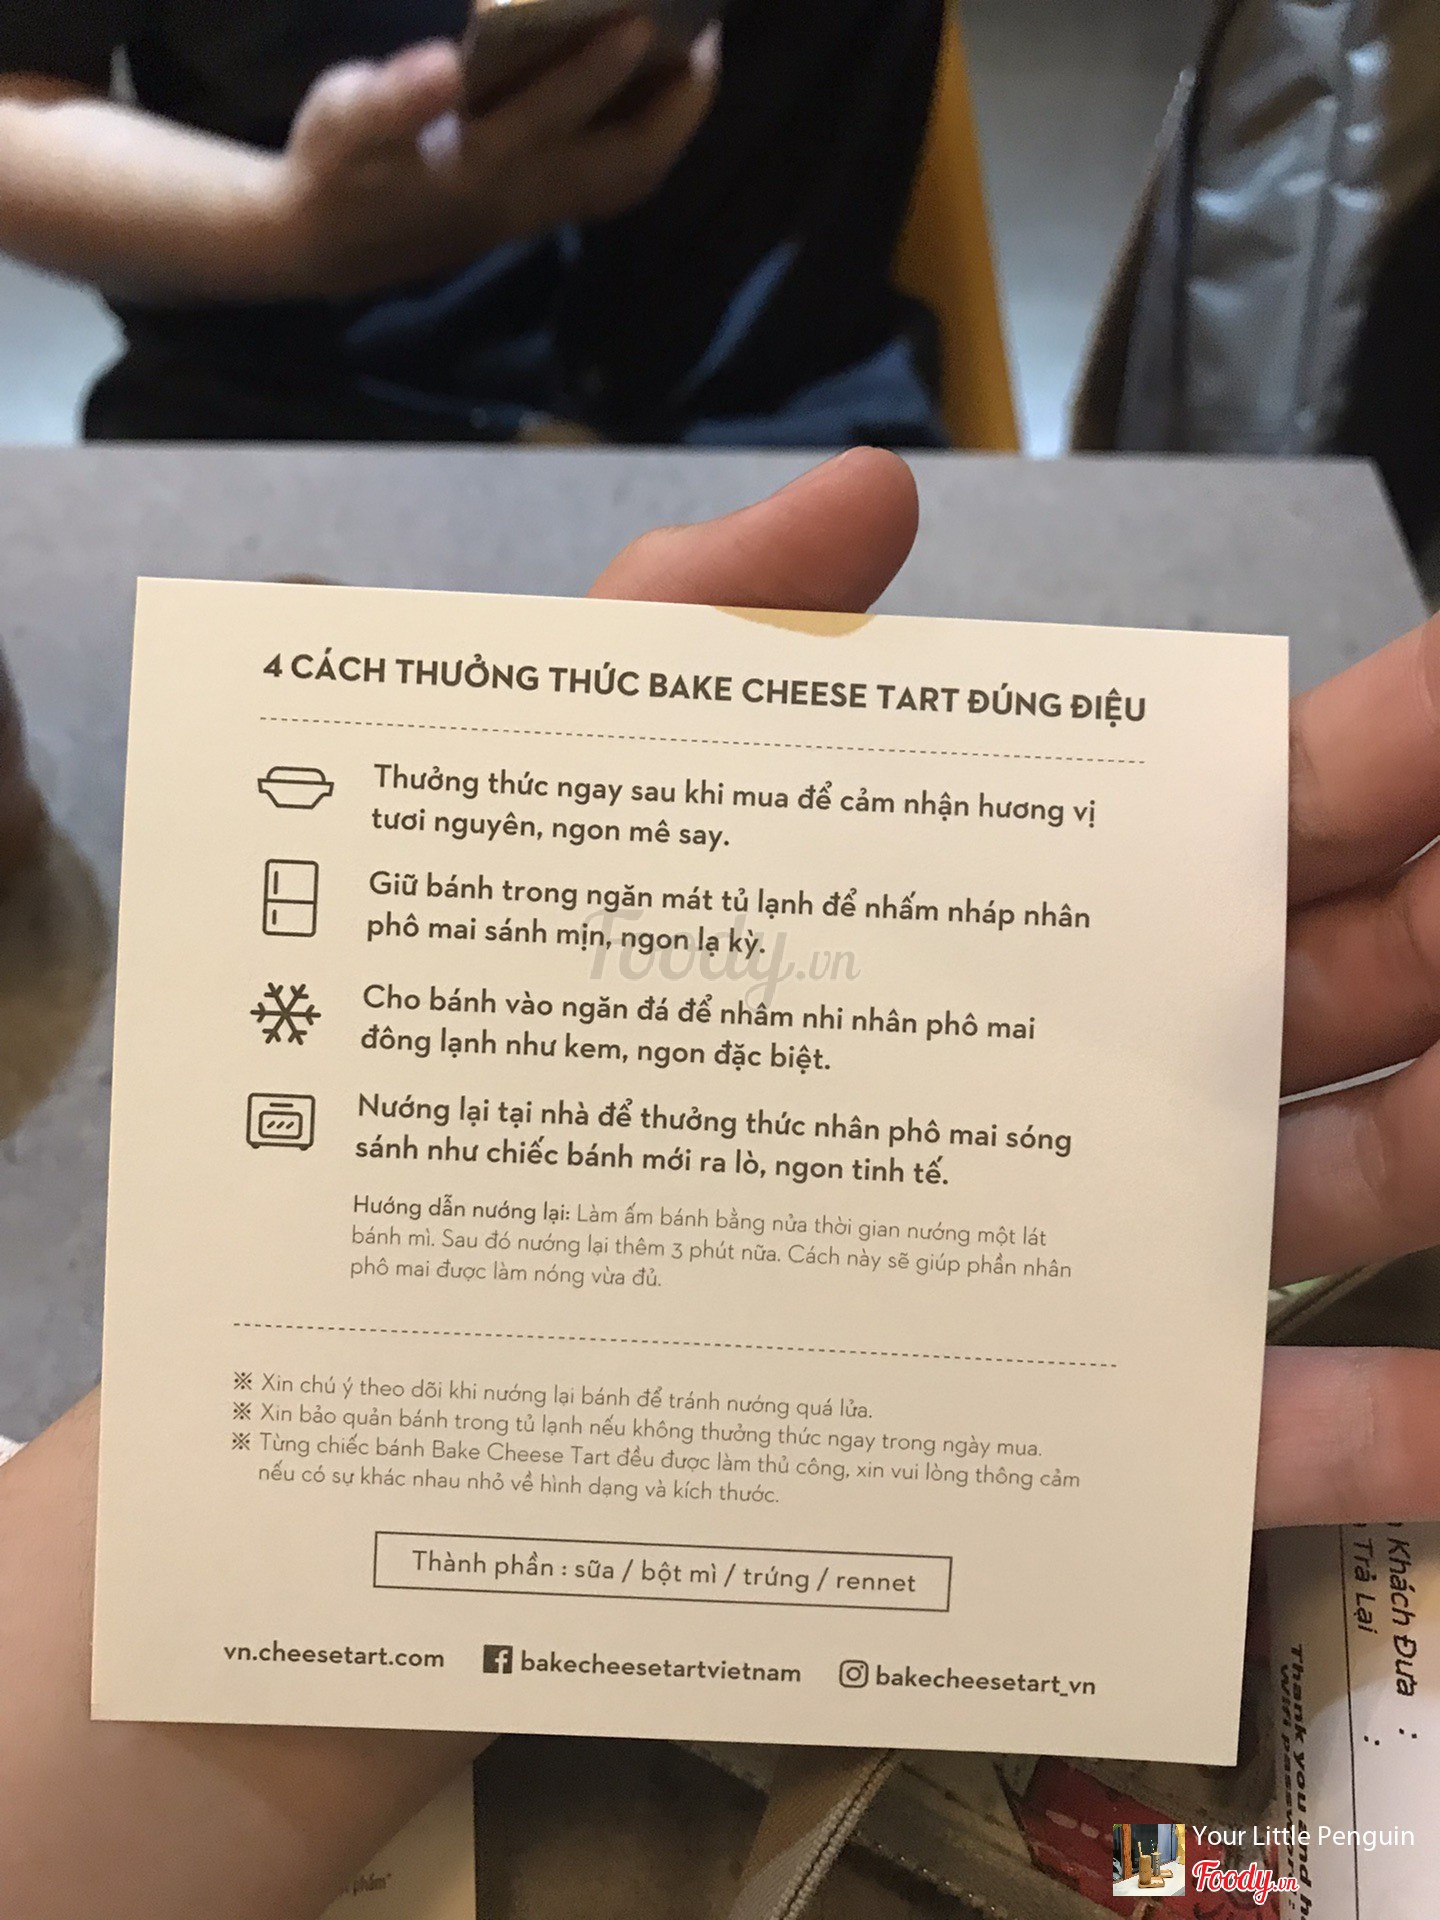 4 CÁCH THƯỞNG THỨC BAKE CHEESE TART ĐÚNG ĐIỆU
Thưởng thức ngay sau khi mua để cảm nhận hương vị
tươi nguyên, ngon mê say.
Giữ bánh trong ngăn mát tủ lạnh để nhấm nháp nhân
phô mai sánh mịn, ngon lạ kỳ.
Foody.vn
Cho bánh vào ngăn đá để nhâm nhi nhân phô mai
đông lạnh như kem, ngon đặc biệt.
Nướng lại tại nhà để thưởng thức nhân phô mai sóng
sánh như chiếc bánh mới ra lò, ngon tinh tế.
Hướng dẫn nướng lại: Làm ấm bánh bằng nửa thời gian nướng một lát
bánh mì. Sau đó nướng lại thêm 3 phút nữa. Cách này sẽ giúp phần nhân
phô mai được làm nóng vừa đủ.
※ Xin chú ý theo dõi khi nướng lại bánh để tránh nướng quá lửa.
※ Xin bảo quản bánh trong tủ lạnh nếu không thưởng thức ngay trong ngày mua.
※ Từng chiếc bánh Bake Cheese Tart đều được làm thủ công, xin vui lòng thông cảm
nếu có sự khác nhau nhỏ về hình dạng và kích thước.
Thành phần : sữa / bột mì / trứng / rennet
vn.cheesetart.com bakecheesetartvietnam bakecheesetart_vn
Khách Đưa :
Trả Lại :
Thank you and
Wifi
Your Little Penguin
Foody.vn